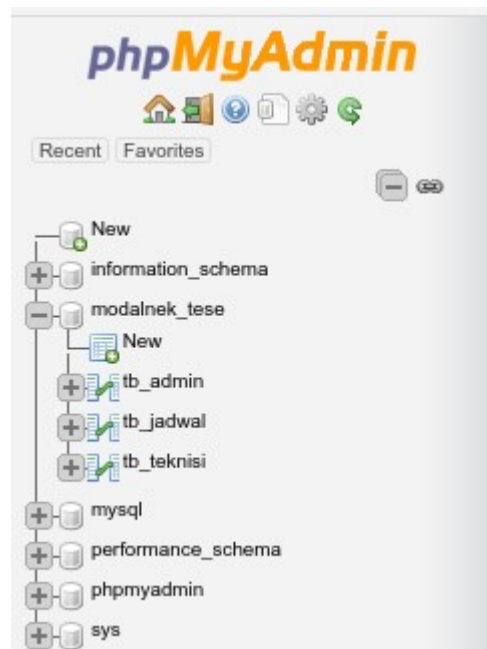 phpMyAdmin
Recent Favorites
New
information_schema
modalnek_tese
New
tb_admin
tb_jadwal
tb_teknisi
mysql
performance_schema
phpmyadmin
sys